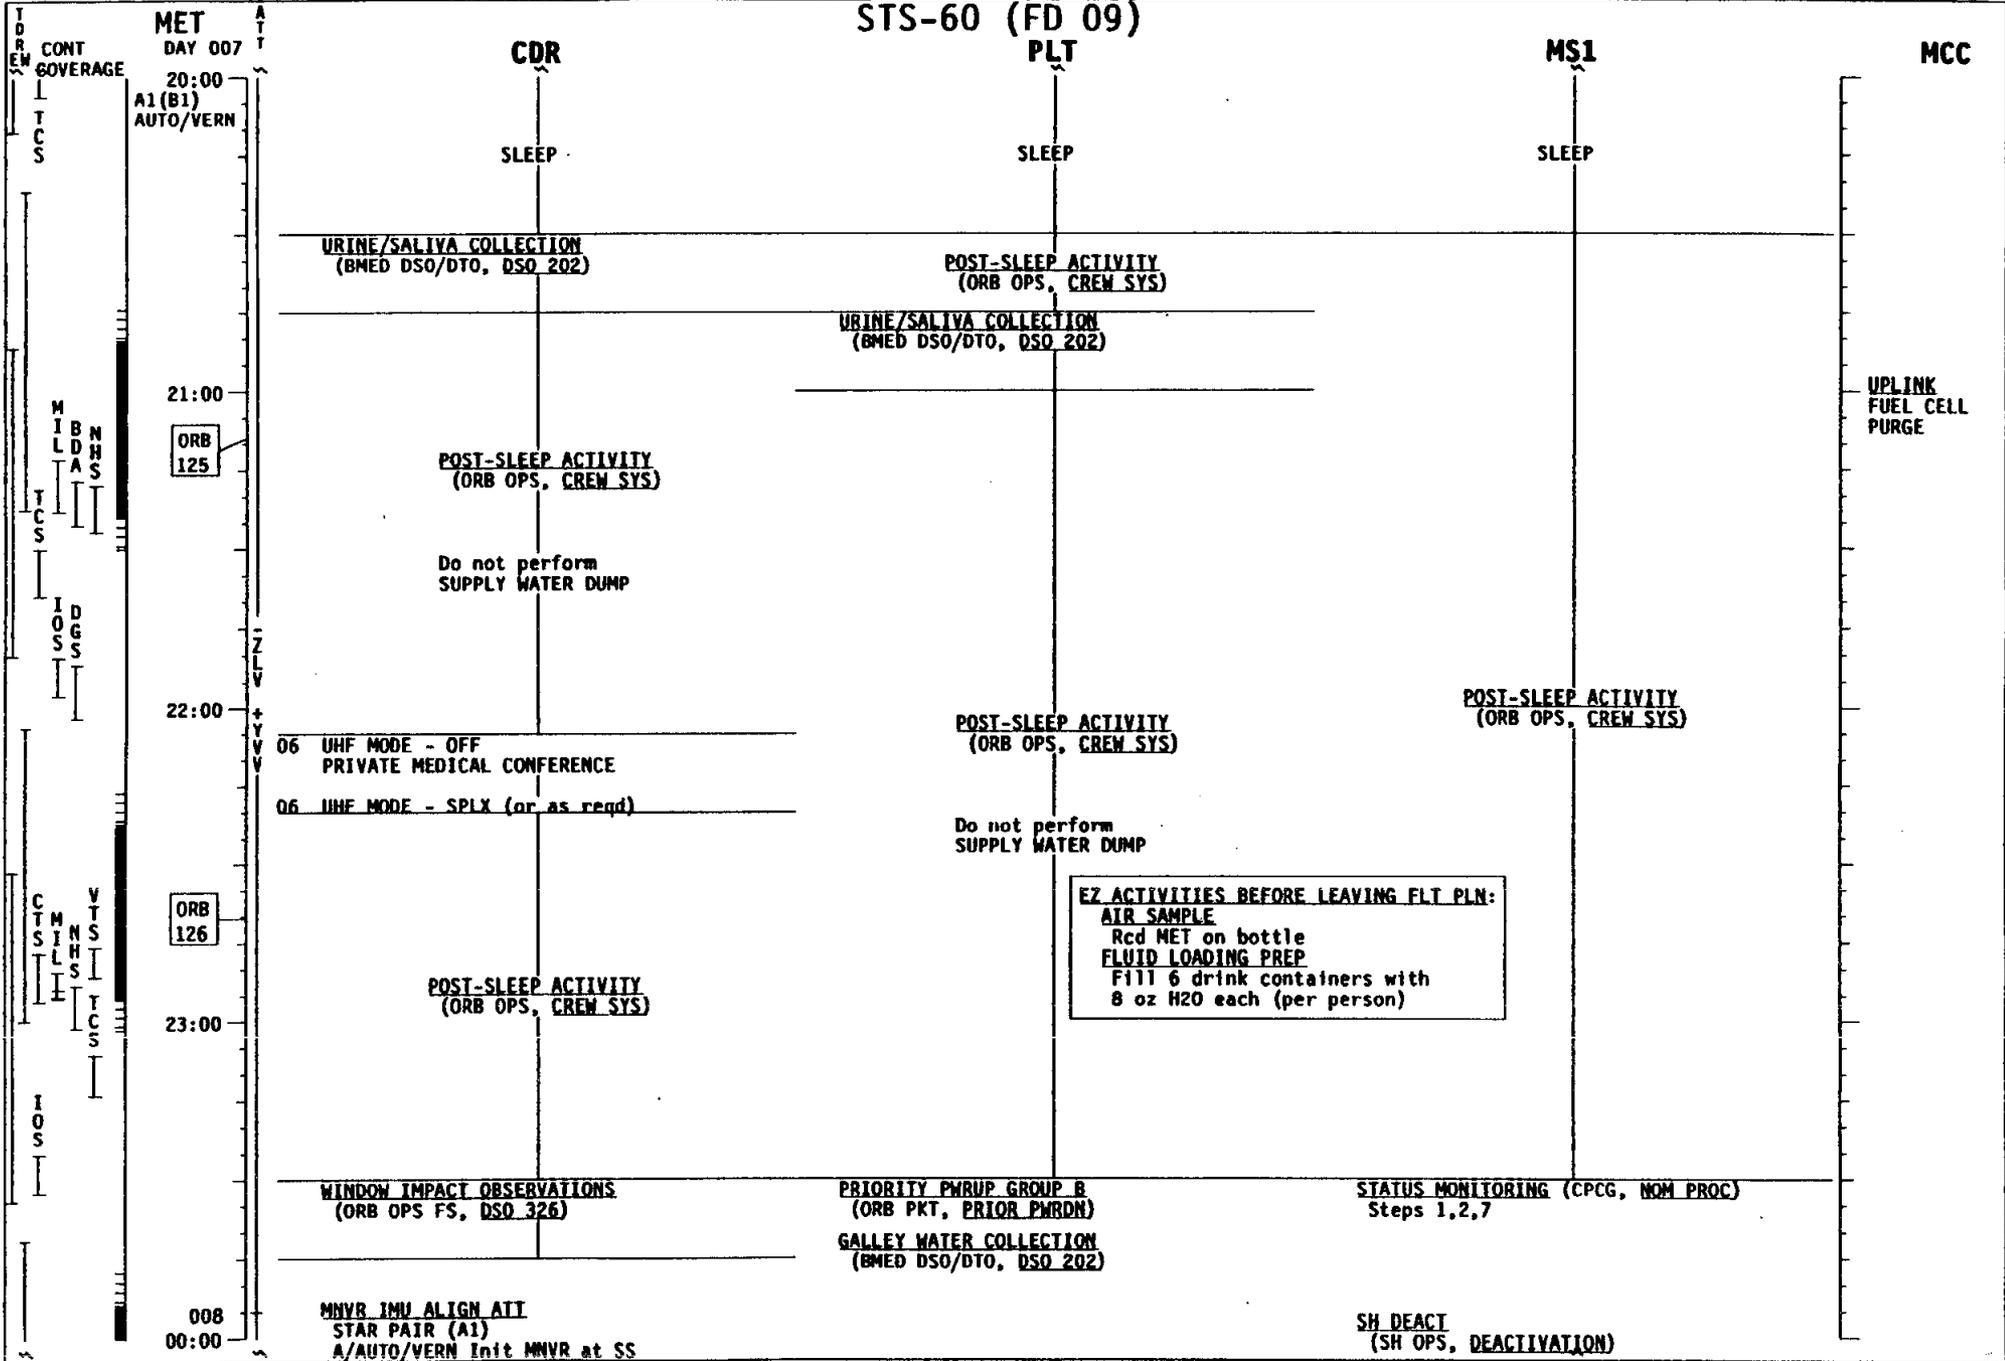 STS-60 (FD 09)
TDRE W
CONT
COVERAGE
MET
DAY 007
ATT
CDR
PLT
MS1
MCC
20:00
A1(B1)
AUTO/VERN
TCS
SLEEP
SLEEP
SLEEP
URINE/SALIVA COLLECTION
(BMED DSO/DTO, DSO 202)
POST-SLEEP ACTIVITY
(ORB OPS, CREW SYS)
URINE/SALIVA COLLECTION
(BMED DSO/DTO, DSO 202)
21:00
UPLINK
FUEL CELL
PURGE
MIL
BDA
NHS
ORB
125
POST-SLEEP ACTIVITY
(ORB OPS, CREW SYS)
TCS
Do not perform
SUPPLY WATER DUMP
IOS
DGS
-ZLV +YVV
22:00
POST-SLEEP ACTIVITY
(ORB OPS, CREW SYS)
POST-SLEEP ACTIVITY
(ORB OPS, CREW SYS)
06 UHF MODE - OFF
PRIVATE MEDICAL CONFERENCE
06 UHF MODE - SPLX (or as reqd)
Do not perform
SUPPLY WATER DUMP
CTS
MIL
NHS
VTS
ORB
126
EZ ACTIVITIES BEFORE LEAVING FLT PLN:
AIR SAMPLE
Rcd MET on bottle
FLUID LOADING PREP
Fill 6 drink containers with
8 oz H2O each (per person)
POST-SLEEP ACTIVITY
(ORB OPS, CREW SYS)
TCS
23:00
IOS
WINDOW IMPACT OBSERVATIONS
(ORB OPS FS, DSO 326)
PRIORITY PWRUP GROUP B
(ORB PKT, PRIOR PWRDN)
STATUS MONITORING (CPCG, NOM PROC)
Steps 1,2,7
GALLEY WATER COLLECTION
(BMED DSO/DTO, DSO 202)
008
00:00
MNVR IMU ALIGN ATT
STAR PAIR (A1)
A/AUTO/VERN Init MNVR at SS
SH DEACT
(SH OPS, DEACTIVATION)